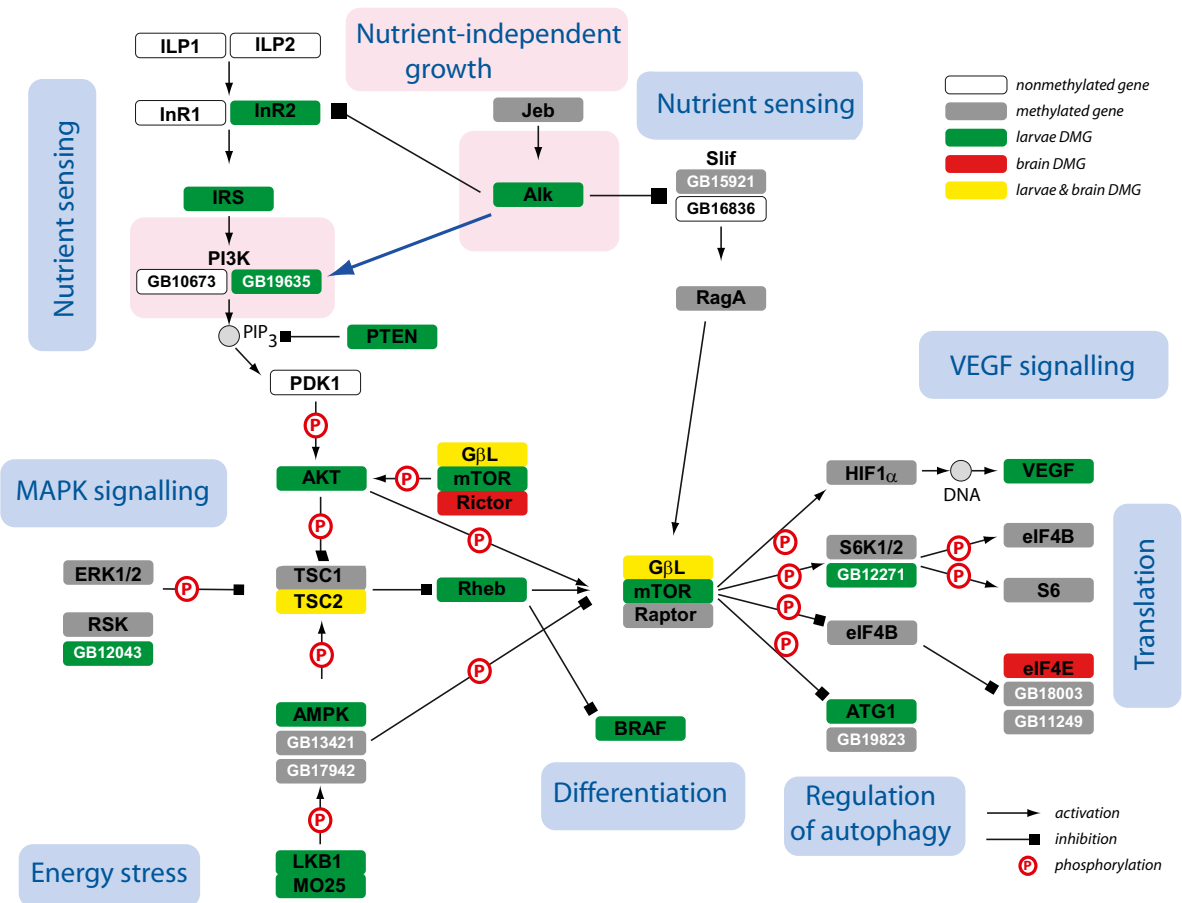 ILP1 ILP2
Nutrient-independent
growth
InR1 InR2
Jeb
Nutrient sensing
nonmethylated gene
methylated gene
larvae DMG
brain DMG
larvae & brain DMG
Nutrient sensing
IRS
Alk
Slif
GB15921
GB16836
PI3K
GB10673 GB19635
RagA
PIP3
PTEN
PDK1
VEGF signalling
P
MAPK signalling
AKT
P
GβL
mTOR
Rictor
HIF1α
DNA
VEGF
P
P
P
ERK1/2
P
RSK
GB12043
TSC1
TSC2
Rheb
GβL
mTOR
Raptor
S6K1/2
GB12271
P
P
P
eIF4B
S6
P
eIF4B
P
Translation
P
P
eIF4E
GB18003
GB11249
AMPK
GB13421
GB17942
BRAF
ATG1
GB19823
P
Differentiation
Regulation
of autophagy
LKB1
MO25
Energy stress
activation
inhibition
P phosphorylation